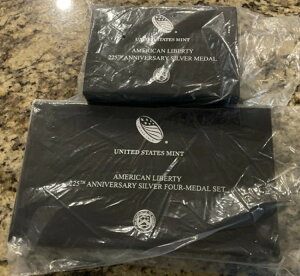 UNITED STATES MINT
AMERICAN LIBERTY
225TH ANNIVERSARY SILVER MEDAL
UNITED STATES MINT
AMERICAN LIBERTY
225TH ANNIVERSARY SILVER FOUR-MEDAL SET